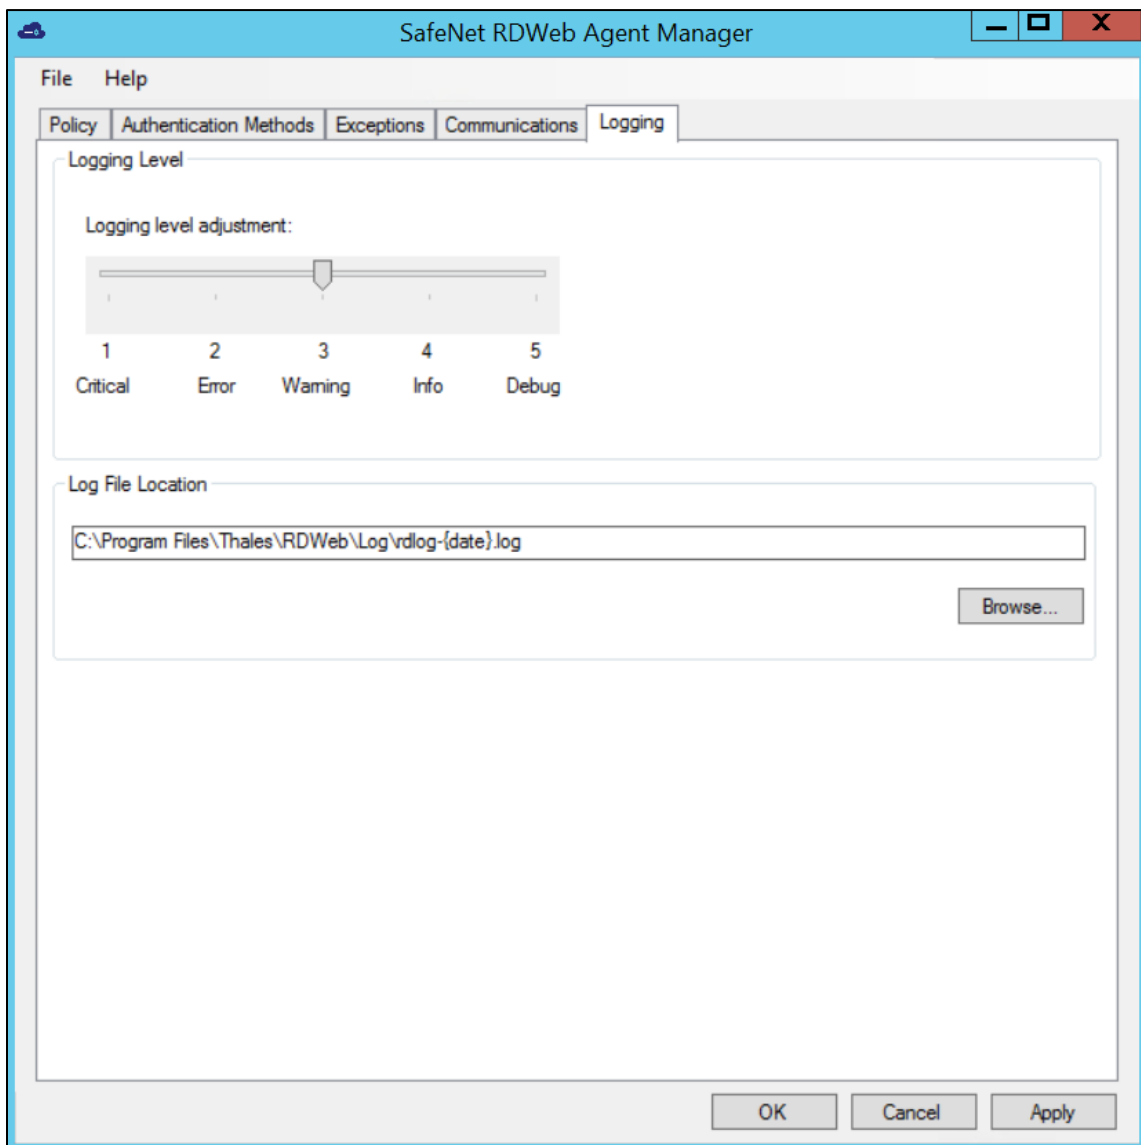 SafeNet RDWeb Agent Manager
File Help
Policy Authentication Methods Exceptions Communications Logging
Logging Level
Logging level adjustment:
1 2 3 4 5
Critical Error Warning Info Debug
Log File Location
C:\Program Files\Thales\RDWeb\Log\rdlog-{date}.log
Browse...
OK Cancel Apply